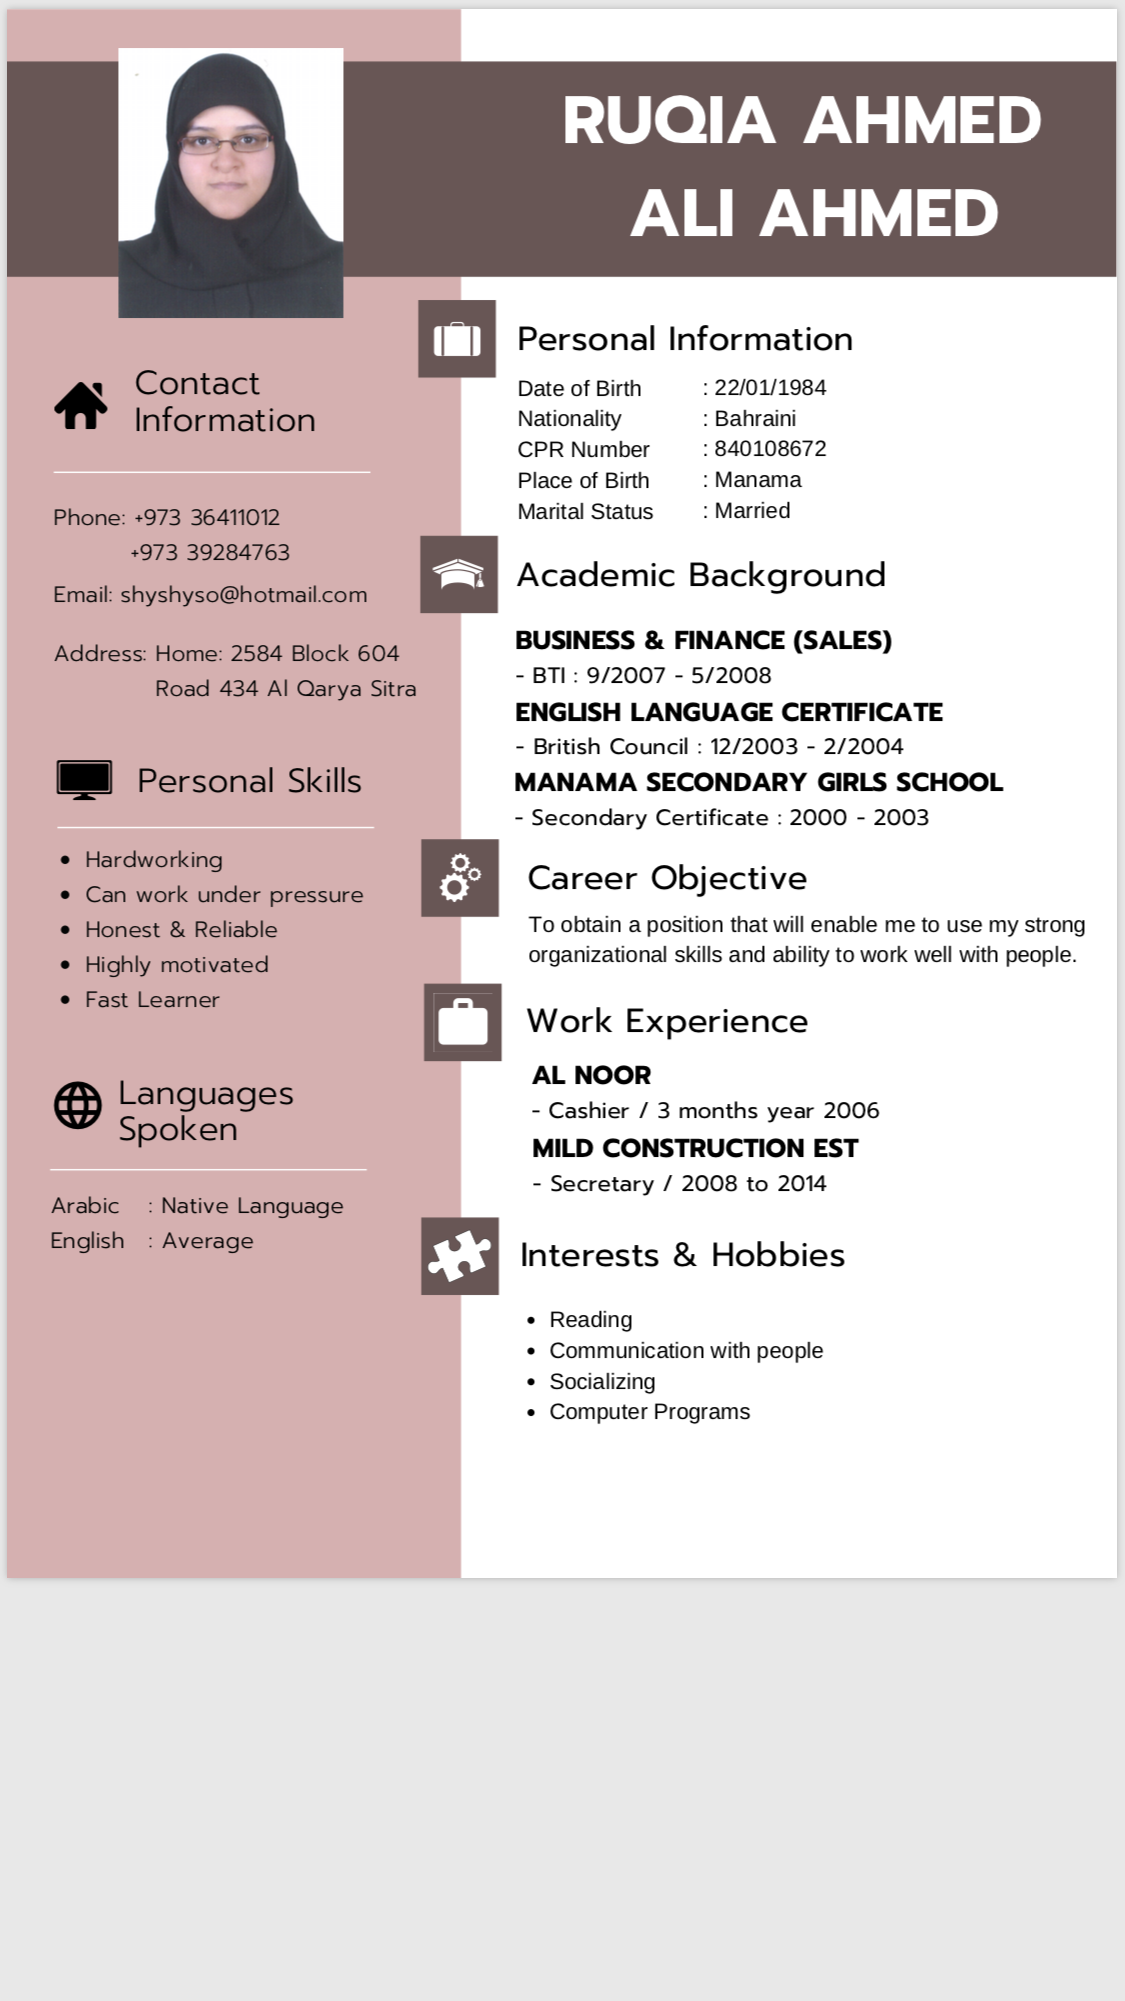 RUQIA AHMED
ALI AHMED
Contact
Information
Phone: +973 36411012
+973 39284763
Email: shyshyso@hotmail.com
Address: Home: 2584 Block 604
Road 434 Al Qarya Sitra
Personal Skills
• Hardworking
• Can work under pressure
• Honest & Reliable
• Highly motivated
• Fast Learner
Languages
Spoken
Arabic : Native Language
English : Average
Personal Information
Date of Birth : 22/01/1984
Nationality : Bahraini
CPR Number : 840108672
Place of Birth : Manama
Marital Status : Married
Academic Background
BUSINESS & FINANCE (SALES)
- BTI : 9/2007 - 5/2008
ENGLISH LANGUAGE CERTIFICATE
- British Council : 12/2003 - 2/2004
MANAMA SECONDARY GIRLS SCHOOL
- Secondary Certificate : 2000 - 2003
Career Objective
To obtain a position that will enable me to use my strong
organizational skills and ability to work well with people.
Work Experience
AL NOOR
- Cashier / 3 months year 2006
MILD CONSTRUCTION EST
- Secretary / 2008 to 2014
Interests & Hobbies
• Reading
• Communication with people
• Socializing
• Computer Programs